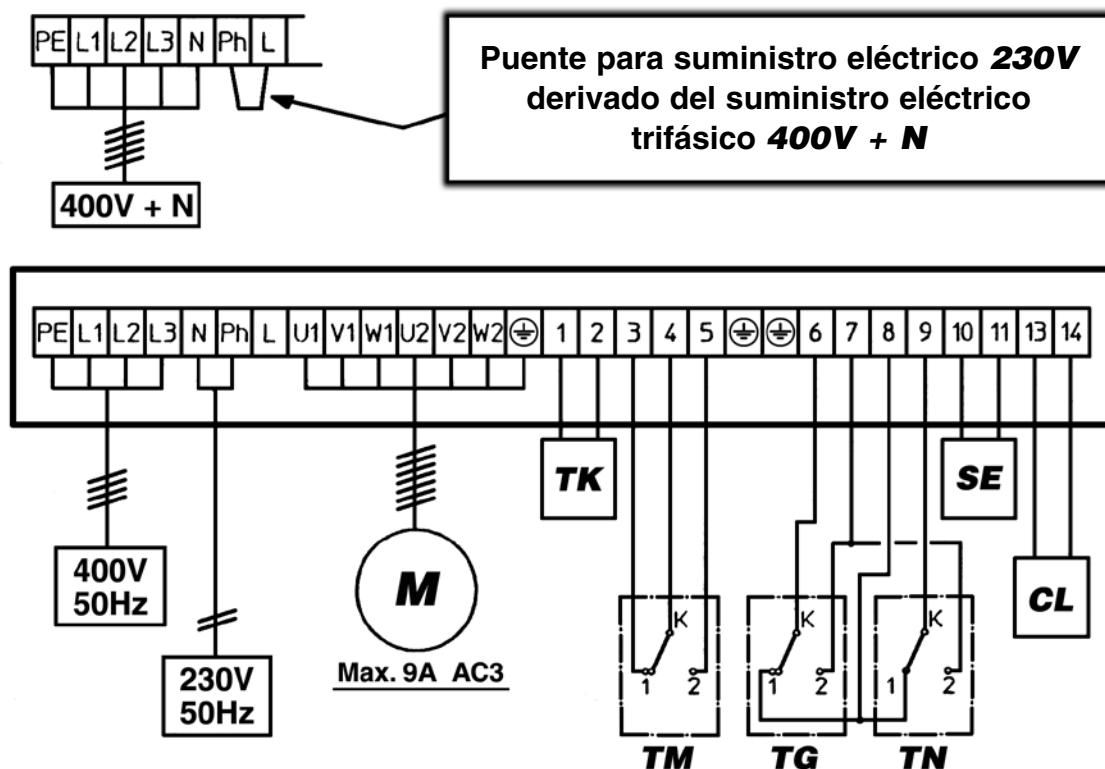 PE L1 L2 L3 N Ph L
Puente para suministro eléctrico 230V
derivado del suministro eléctrico
trifásico 400V + N
400V + N
PE L1 L2 L3 N Ph L U1 V1 W1 U2 V2 W2 1 2 3 4 5 6 7 8 9 10 11 13 14
TK
SE
400V
50Hz
M
CL
K
K
K
1 2
1 2
1 2
Max. 9A AC3
230V
50Hz
TM
TG
TN